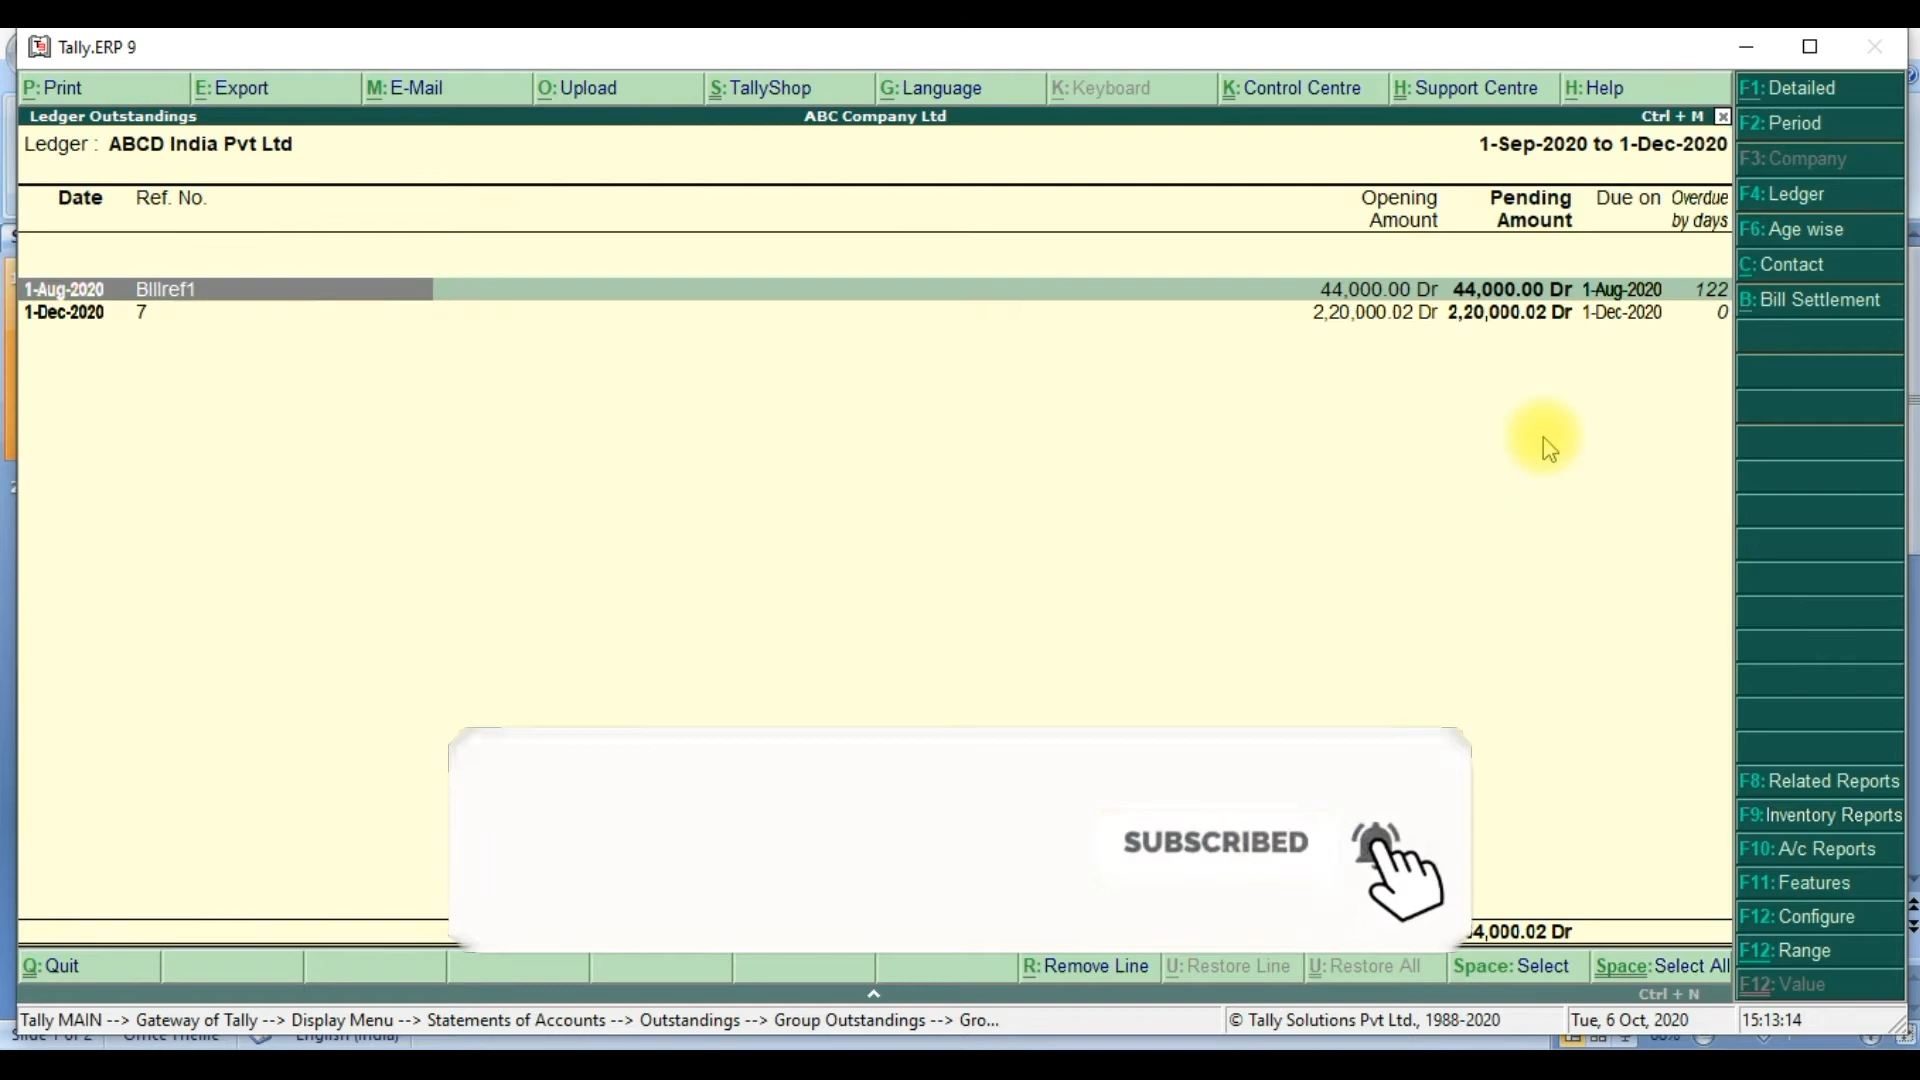 Tally.ERP 9
P: Print E: Export M: E-Mail O: Upload S: TallyShop G: Language K: Keyboard K: Control Centre H: Support Centre H: Help
Ledger Outstandings ABC Company Ltd Ctrl + M
Ledger : ABCD India Pvt Ltd 1-Sep-2020 to 1-Dec-2020
Date Ref. No. Opening Amount Pending Amount Due on Overdue by days
1-Aug-2020 BIllref1 44,000.00 Dr 44,000.00 Dr 1-Aug-2020 122
1-Dec-2020 7 2,20,000.02 Dr 2,20,000.02 Dr 1-Dec-2020 0
SUBSCRIBED
4,000.02 Dr
Q: Quit R: Remove Line U: Restore Line U: Restore All Space: Select Space: Select All
Ctrl + N
Tally MAIN --> Gateway of Tally --> Display Menu --> Statements of Accounts --> Outstandings --> Group Outstandings --> Gro... © Tally Solutions Pvt Ltd., 1988-2020 Tue, 6 Oct, 2020 15:13:14
F1: Detailed
F2: Period
F3: Company
F4: Ledger
F6: Age wise
C: Contact
B: Bill Settlement
F8: Related Reports
F9: Inventory Reports
F10: A/c Reports
F11: Features
F12: Configure
F12: Range
F12: Value